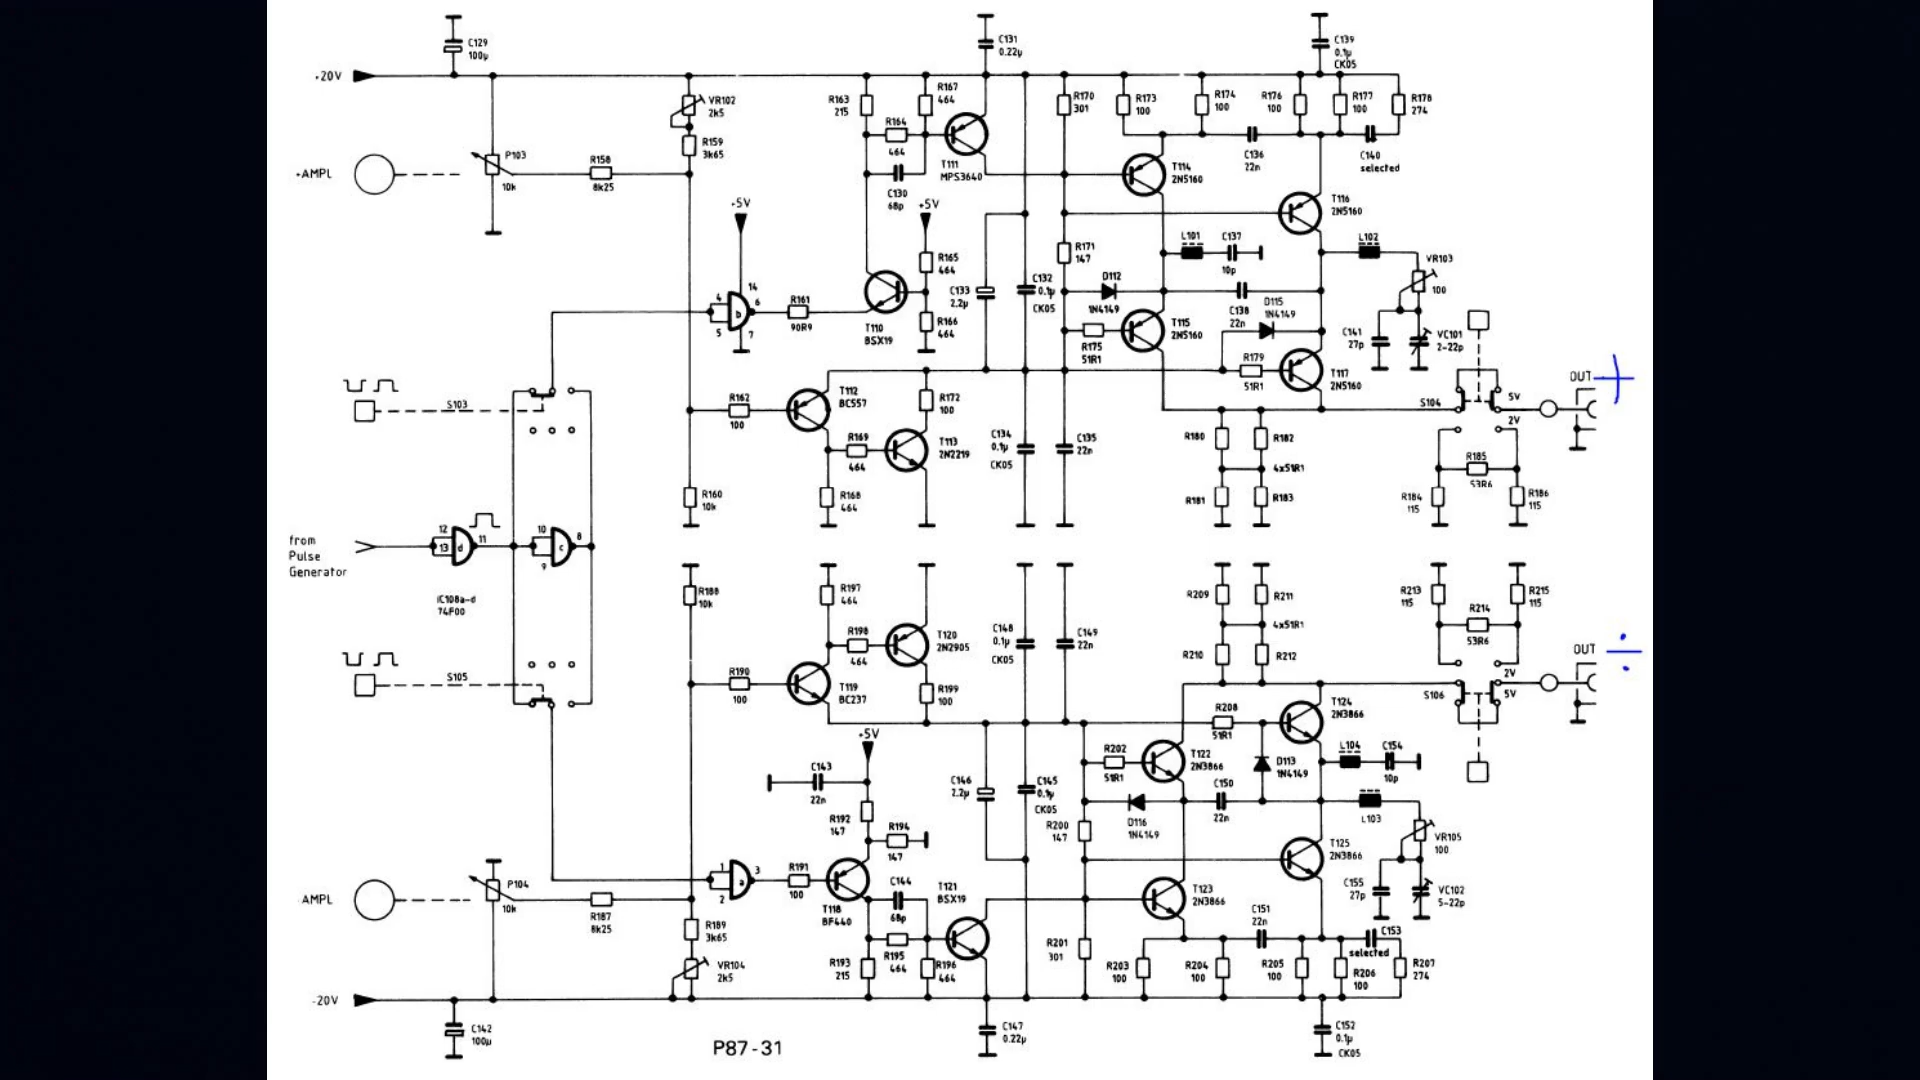 C129
100µ
C131
0.22µ
C139
0.1µ
CK05
+20V
VR102
2k5
R163
215
R167
464
R170
301
R173
100
R174
100
R176
100
R177
100
R178
274
R164
464
R159
3k65
T111
MPS3640
C136
22n
C140
selected
+AMPL
P103
10k
R158
8k25
T114
2N5160
C130
68p
+5V
+5V
T116
2N5160
L101
C137
10p
L102
R171
147
R165
464
VR103
100
C132
0.1µ
CK05
D112
1N4149
C133
2.2µ
14
4
5
b
6
7
R161
90R9
T110
BSX19
R166
464
C138
22n
D115
1N4149
T115
2N5160
R175
51R1
C141
27p
VC101
2-22p
R179
51R1
T117
2N5160
OUT +
S103
R162
100
T112
BC557
R172
100
S104
5V
2V
C134
0.1µ
CK05
C135
22n
R169
464
T113
2N2219
R180
R182
4x51R1
R185
53R6
R160
10k
R168
464
R181
R183
R184
115
R186
115
from
Pulse
Generator
12
13
d
11
10
9
c
8
IC108a-d
74F00
R188
10k
R197
464
R209
R211
4x51R1
R213
115
R214
53R6
R215
115
C148
0.1µ
CK05
C149
22n
R198
464
T120
2N2905
R210
R212
OUT ÷
S105
R190
100
T119
BC237
R199
100
S106
2V
5V
+5V
R208
51R1
T124
2N3866
R202
51R1
T122
2N3866
D113
1N4149
L104
C154
10p
C143
22n
C146
2.2µ
C145
0.1µ
CK05
C150
22n
L103
R192
147
R194
147
R200
147
D116
1N4149
VR105
100
T125
2N3866
1
2
a
3
R191
100
C144
68p
T121
BSX19
T123
2N3866
C155
27p
VC102
5-22p
AMPL
P104
10k
R187
8k25
T118
BF440
R189
3k65
C151
22n
C153
selected
R195
464
R201
301
VR104
2k5
R193
215
R196
464
R203
100
R204
100
R205
100
R206
100
R207
274
-20V
C142
100µ
C147
0.22µ
C152
0.1µ
CK05
P87-31